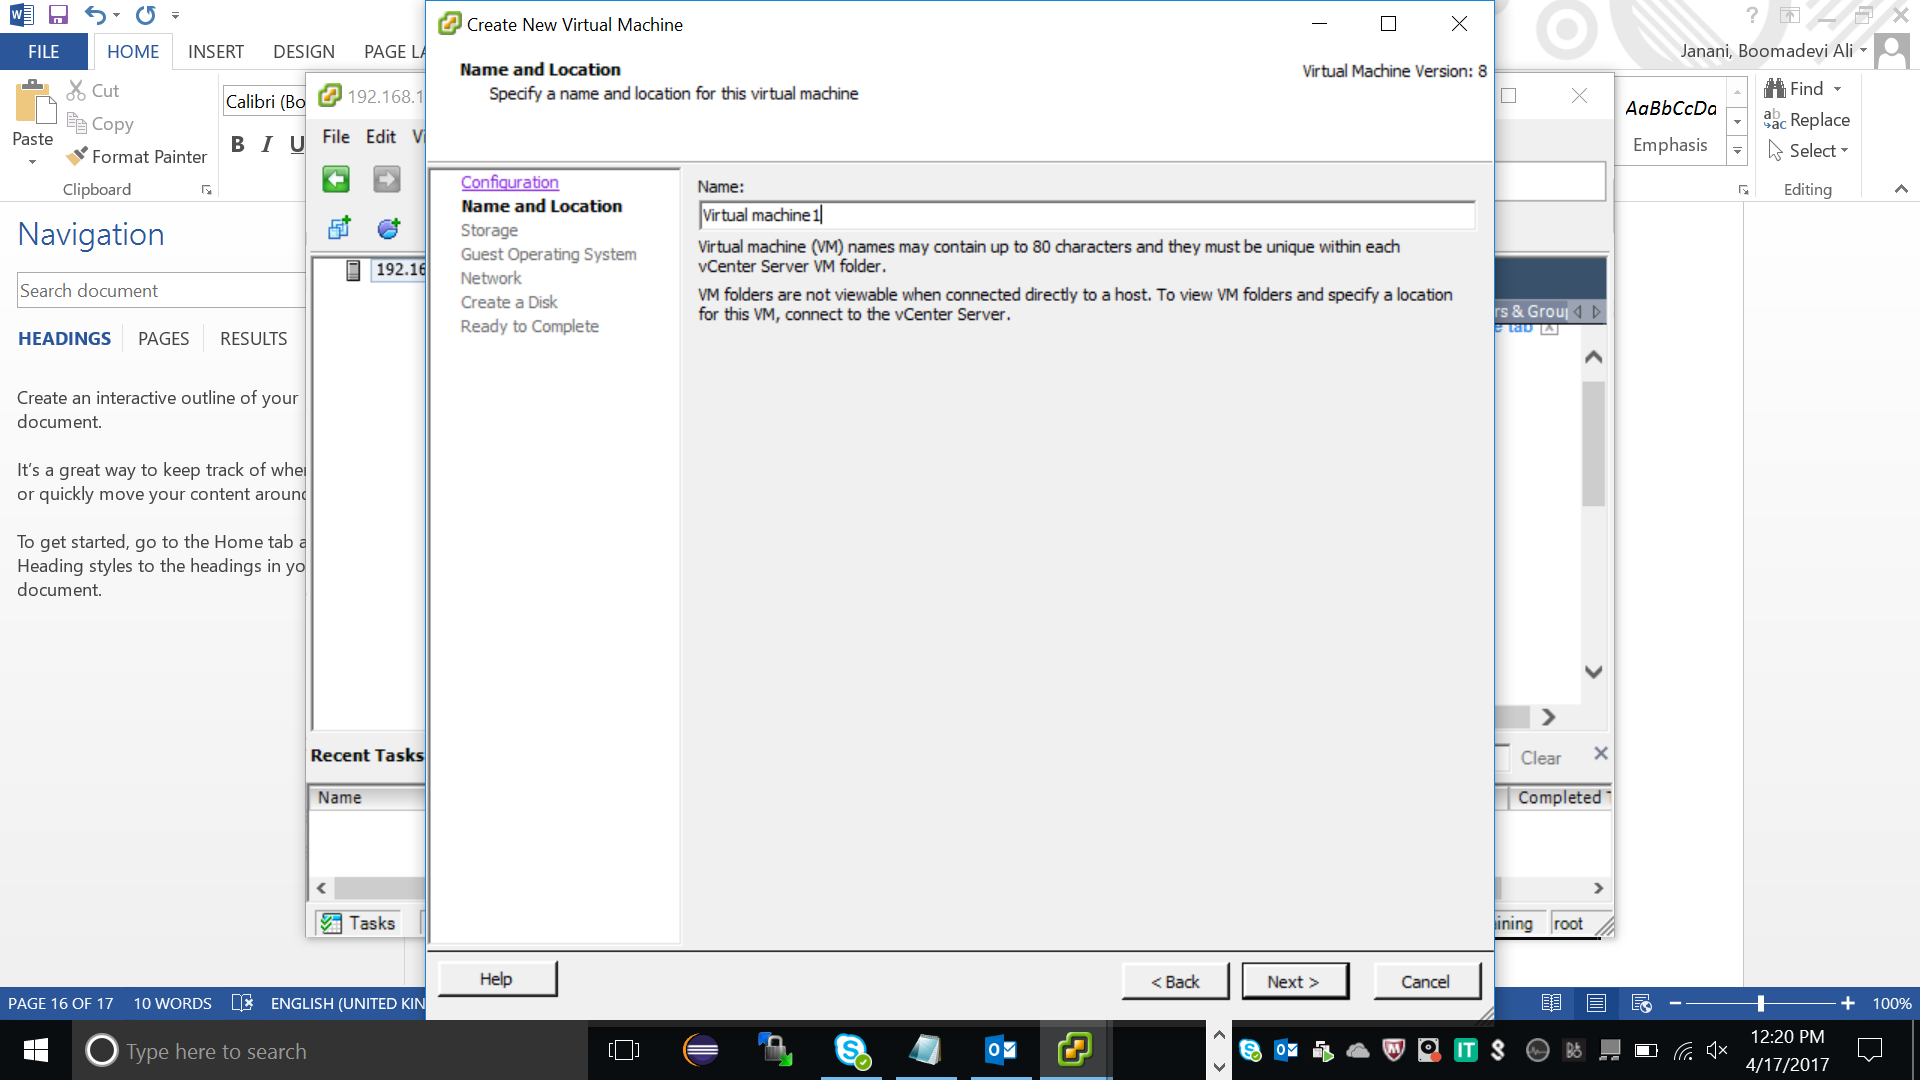 Create New Virtual Machine
FILE HOME INSERT DESIGN PAGE LA
Janani, Boomadevi Ali
Name and Location
Virtual Machine Version: 8
Specify a name and location for this virtual machine
Cut
Copy
Format Painter
Paste
Clipboard
Calibri (Bo
B I U
192.168.1
File Edit Vi
AaBbCcDd
Emphasis
Find
Replace
Select
Editing
Navigation
Search document
HEADINGS PAGES RESULTS
Create an interactive outline of your
document.
It's a great way to keep track of wher
or quickly move your content around
To get started, go to the Home tab a
Heading styles to the headings in yo
document.
192.16
Configuration
Name and Location
Storage
Guest Operating System
Network
Create a Disk
Ready to Complete
Name:
Virtual machine1
Virtual machine (VM) names may contain up to 80 characters and they must be unique within each
vCenter Server VM folder.
VM folders are not viewable when connected directly to a host. To view VM folders and specify a location
for this VM, connect to the vCenter Server.
rs & Grou
e tab
Recent Tasks
Clear
Name
Completed T
Tasks
ining
root
Help
< Back
Next >
Cancel
PAGE 16 OF 17 10 WORDS ENGLISH (UNITED KIN
100%
Type here to search
12:20 PM
4/17/2017